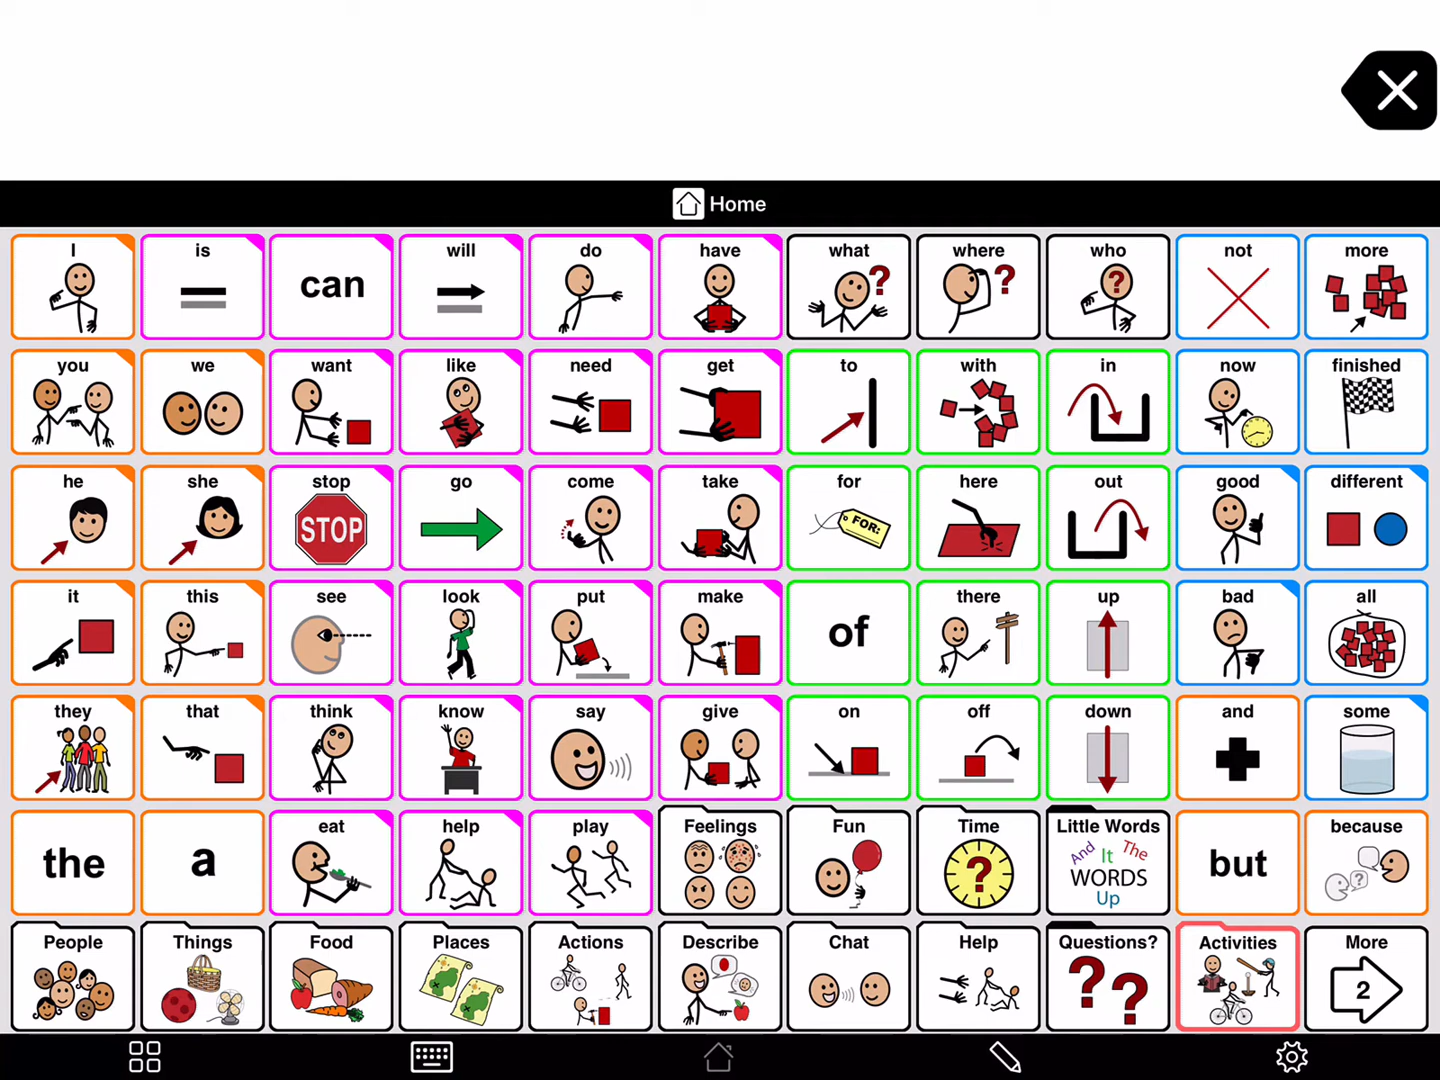 Home
I is can will do have what where who not more
you we want like need get to with in now finished
he she stop go come take for here out good different
STOP FOR:
it this see look put make of there up bad all
they that think know say give on off down and some
the a eat help play Feelings Fun Time Little Words but because
And It The
WORDS
Up
People Things Food Places Actions Describe Chat Help Questions? Activities More
2